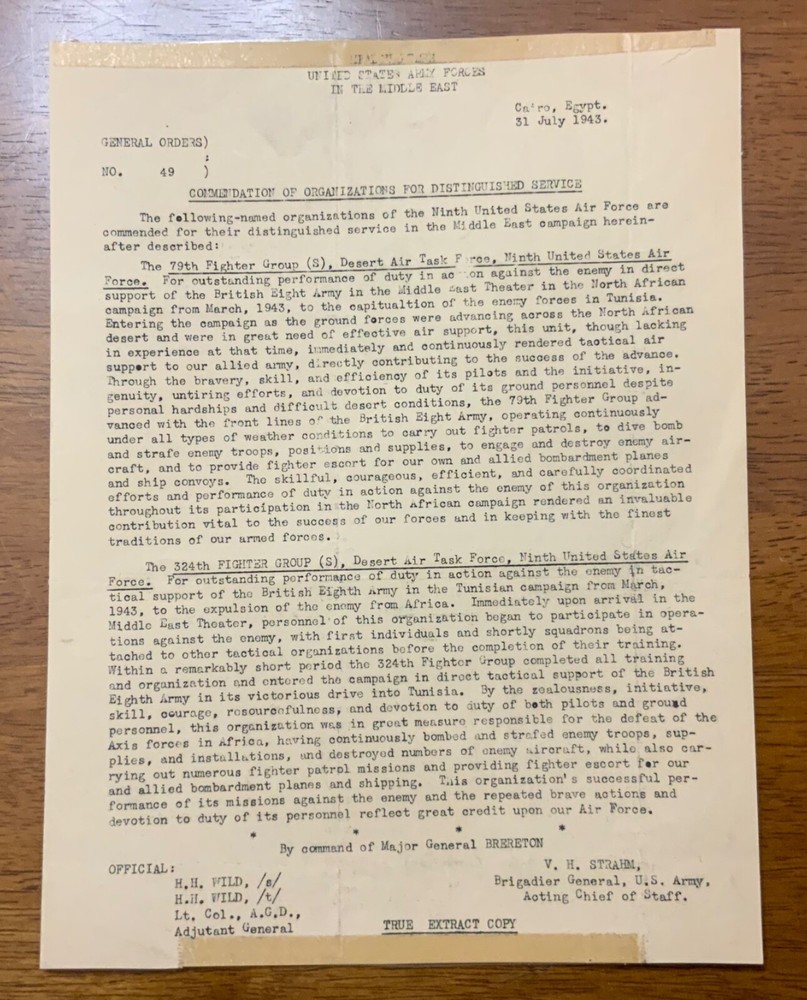 UNITED STATES ARMY FORCES
IN THE MIDDLE EAST
Cairo, Egypt.
31 July 1943.
GENERAL ORDERS)
:
NO. 49 )
COMMENDATION OF ORGANIZATIONS FOR DISTINGUISHED SERVICE
The following-named organizations of the Ninth United States Air Force are
commended for their distinguished service in the Middle East campaign herein-
after described:
The 79th Fighter Group (S), Desert Air Task Force, Ninth United States Air
Force. For outstanding performance of duty in action against the enemy in direct
support of the British Eight Army in the Middle East Theater in the North African
campaign from March, 1943, to the capitualtion of the enemy forces in Tunisia.
Entering the campaign as the ground forces were advancing across the North African
desert and were in great need of effective air support, this unit, though lacking
in experience at that time, immediately and continuously rendered tactical air
support to our allied army, directly contributing to the success of the advance.
Through the bravery, skill, and efficiency of its pilots and the initiative, in-
genuity, untiring efforts, and devotion to duty of its ground personnel despite
personal hardships and difficult desert conditions, the 79th Fighter Group ad-
vanced with the front lines of the British Eight Army, operating continuously
under all types of weather conditions to carry out fighter patrols, to dive bomb
and strafe enemy troops, positions and supplies, to engage and destroy enemy air-
craft, and to provide fighter escort for our own and allied bombardment planes
and ship convoys. The skillful, courageous, efficient, and carefully coordinated
efforts and performance of duty in action against the enemy of this organization
throughout its participation in the North African campaign rendered an invaluable
contribution vital to the success of our forces and in keeping with the finest
traditions of our armed forces.
The 324th FIGHTER GROUP (S), Desert Air Task Force, Ninth United States Air
Force. For outstanding performance of duty in action against the enemy in tac-
tical support of the British Eighth Army in the Tunisian campaign from March,
1943, to the expulsion of the enemy from Africa. Immediately upon arrival in the
Middle East Theater, personnel of this organization began to participate in opera-
tions against the enemy, with first individuals and shortly squadrons being at-
tached to other tactical organizations before the completion of their training.
Within a remarkably short period the 324th Fighter Group completed all training
and organization and entered the campaign in direct tactical support of the British
Eighth Army in its victorious drive into Tunisia. By the zealousness, initiative,
skill, courage, resourcefulness, and devotion to duty of both pilots and ground
personnel, this organization was in great measure responsible for the defeat of the
Axis forces in Africa, having continuously bombed and strafed enemy troops, sup-
plies, and installations, and destroyed numbers of enemy aircraft, while also car-
rying out numerous fighter patrol missions and providing fighter escort for our
and allied bombardment planes and shipping. This organization's successful per-
formance of its missions against the enemy and the repeated brave actions and
devotion to duty of its personnel reflect great credit upon our Air Force.
* * * *
By command of Major General BRERETON
V. H. STRAHM,
Brigadier General, U.S. Army,
Acting Chief of Staff.
OFFICIAL:
H.H. WILD, /s/
H.H. WILD, /t/
Lt. Col., A.G.D.,
Adjutant General
TRUE EXTRACT COPY